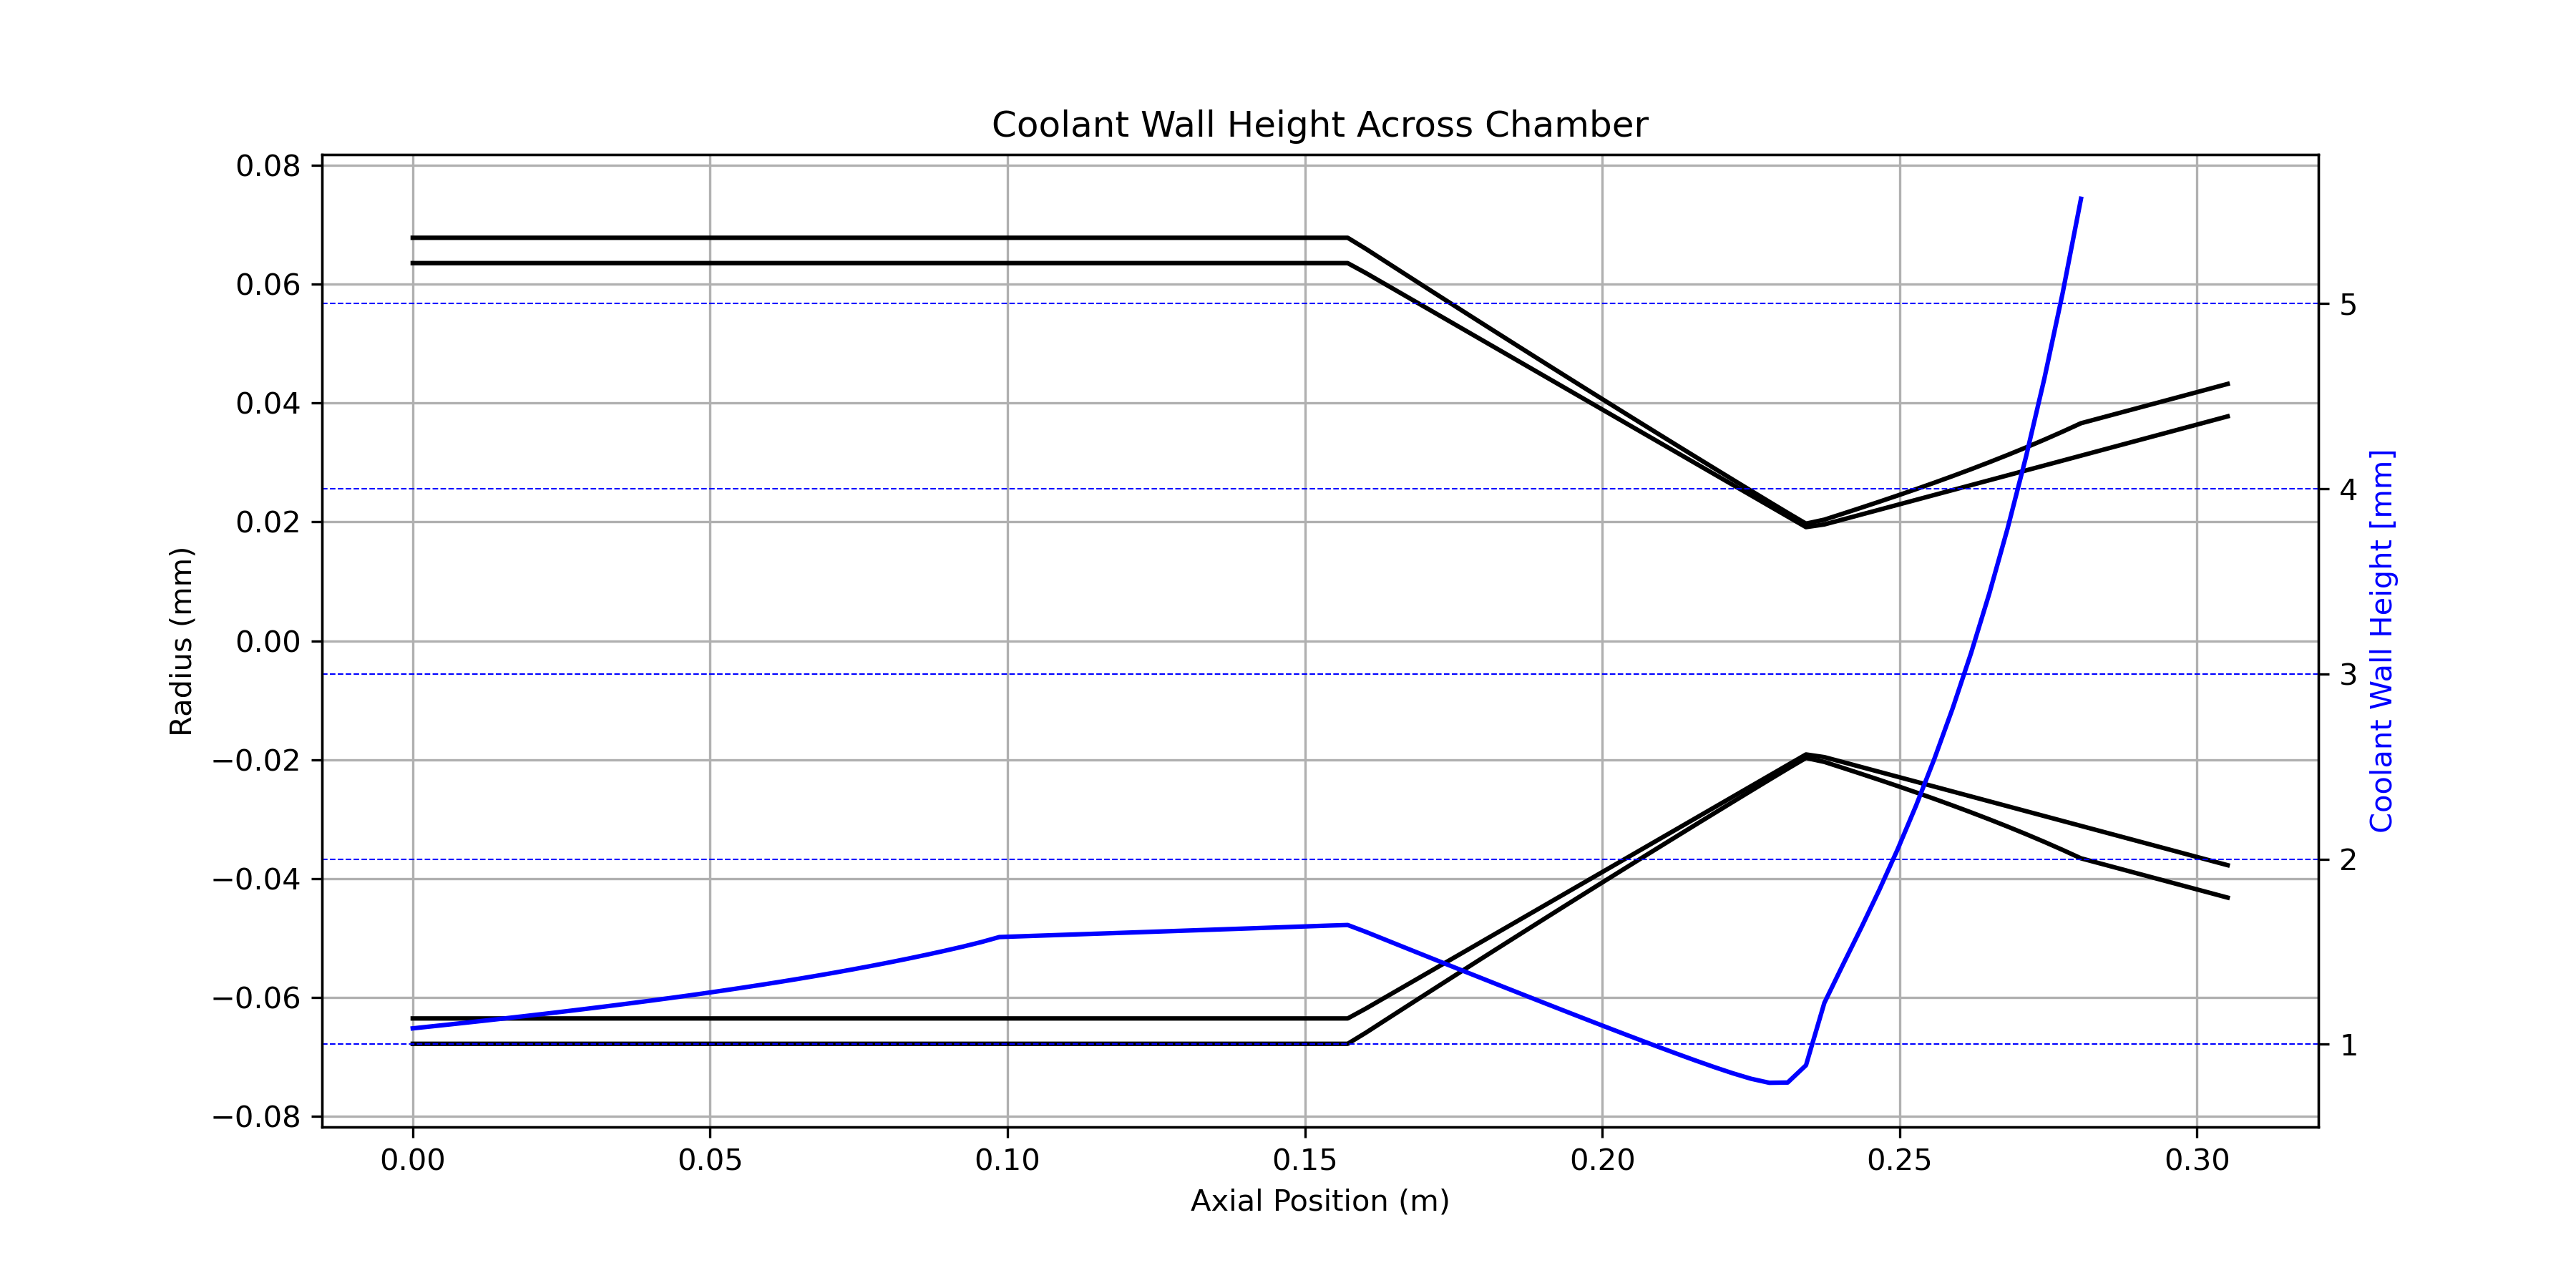 Coolant Wall Height Across Chamber
0.08
0.06
0.04
0.02
0.00
−0.02
−0.04
−0.06
−0.08
Radius (mm)
5
4
3
2
1
Coolant Wall Height [mm]
0.00 0.05 0.10 0.15 0.20 0.25 0.30
Axial Position (m)